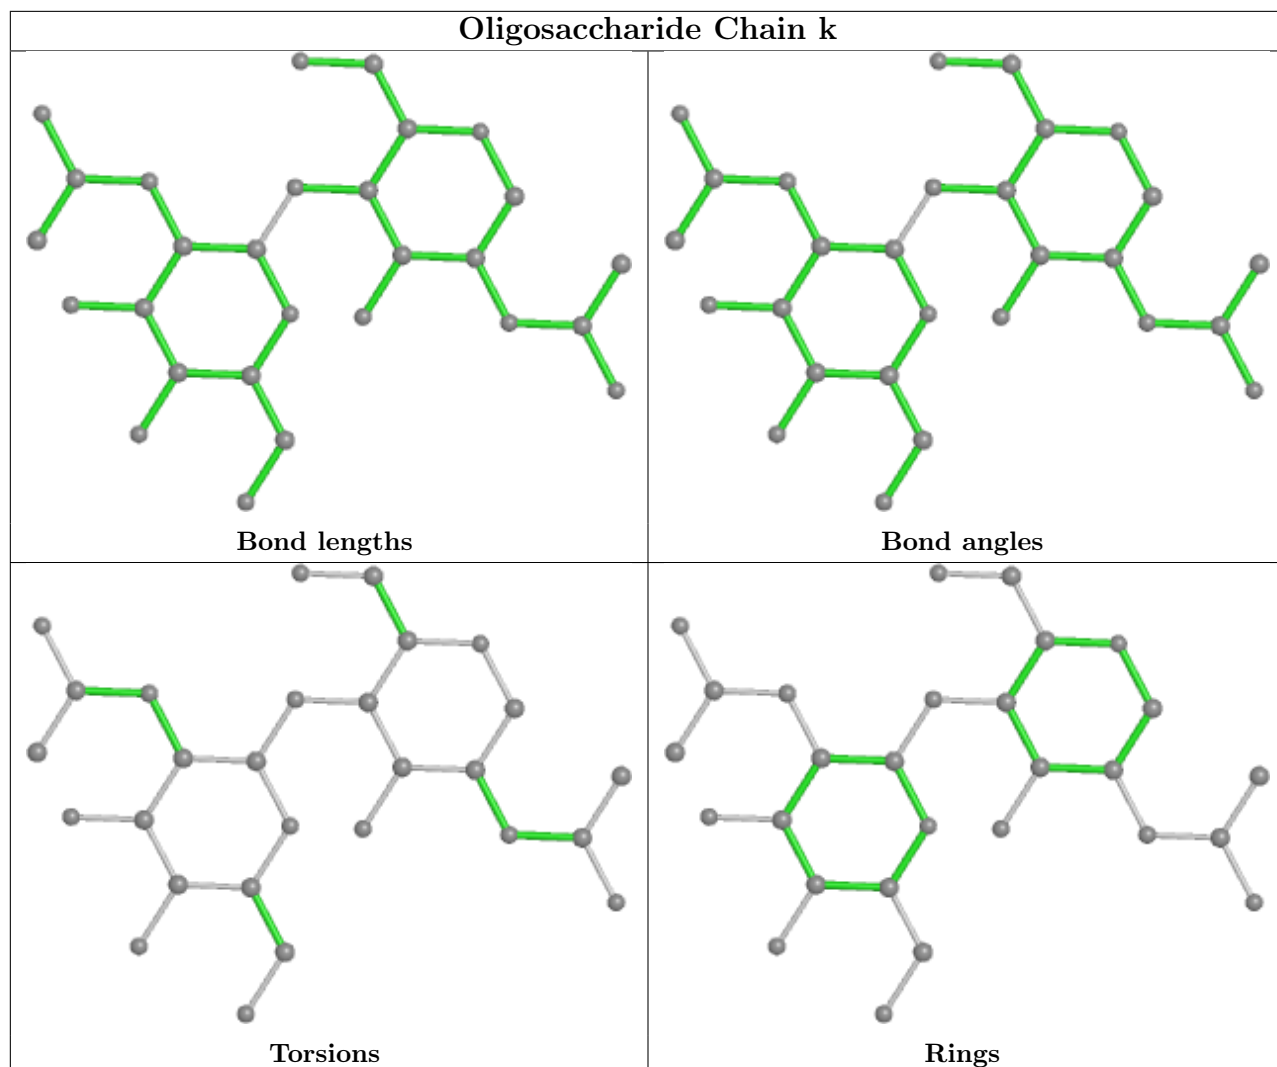 Oligosaccharide Chain k
Bond lengths
Bond angles
Torsions
Rings